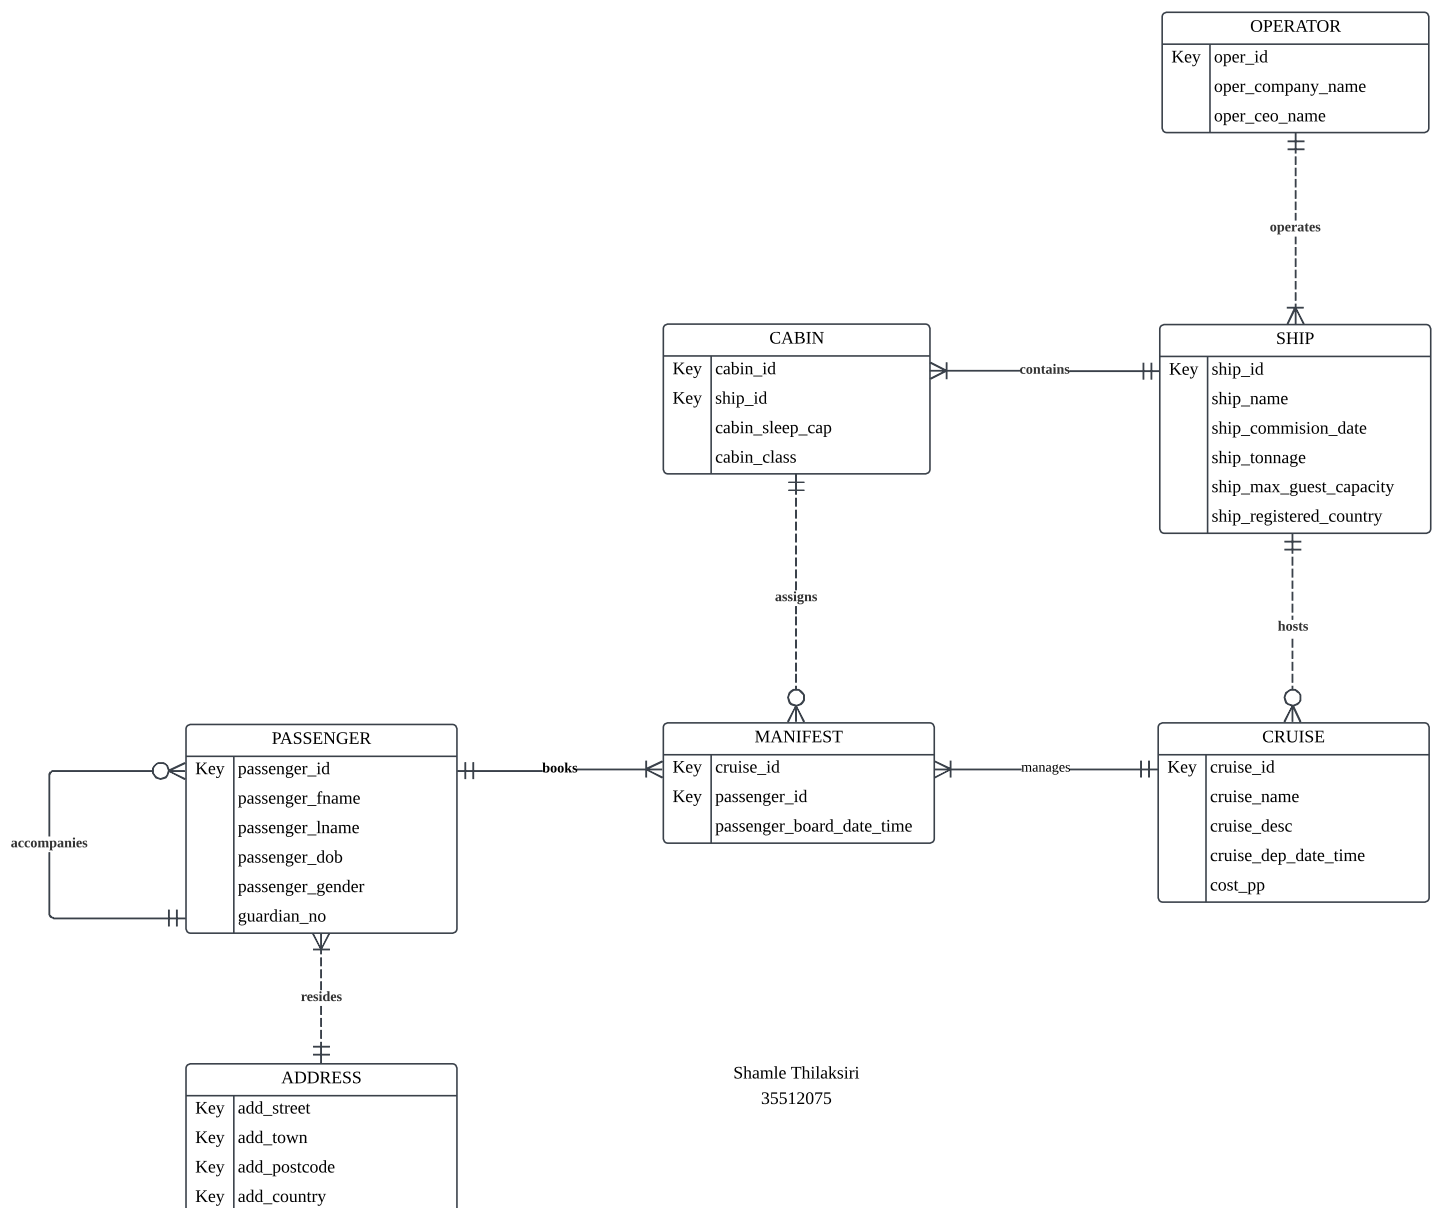 OPERATOR
Key oper_id
oper_company_name
oper_ceo_name
operates
CABIN
Key cabin_id
Key ship_id
cabin_sleep_cap
cabin_class
contains
SHIP
Key ship_id
ship_name
ship_commision_date
ship_tonnage
ship_max_guest_capacity
ship_registered_country
assigns
hosts
PASSENGER
Key passenger_id
passenger_fname
passenger_lname
passenger_dob
passenger_gender
guardian_no
accompanies
books
MANIFEST
Key cruise_id
Key passenger_id
passenger_board_date_time
manages
CRUISE
Key cruise_id
cruise_name
cruise_desc
cruise_dep_date_time
cost_pp
resides
ADDRESS
Key add_street
Key add_town
Key add_postcode
Key add_country
Shamle Thilaksiri
35512075